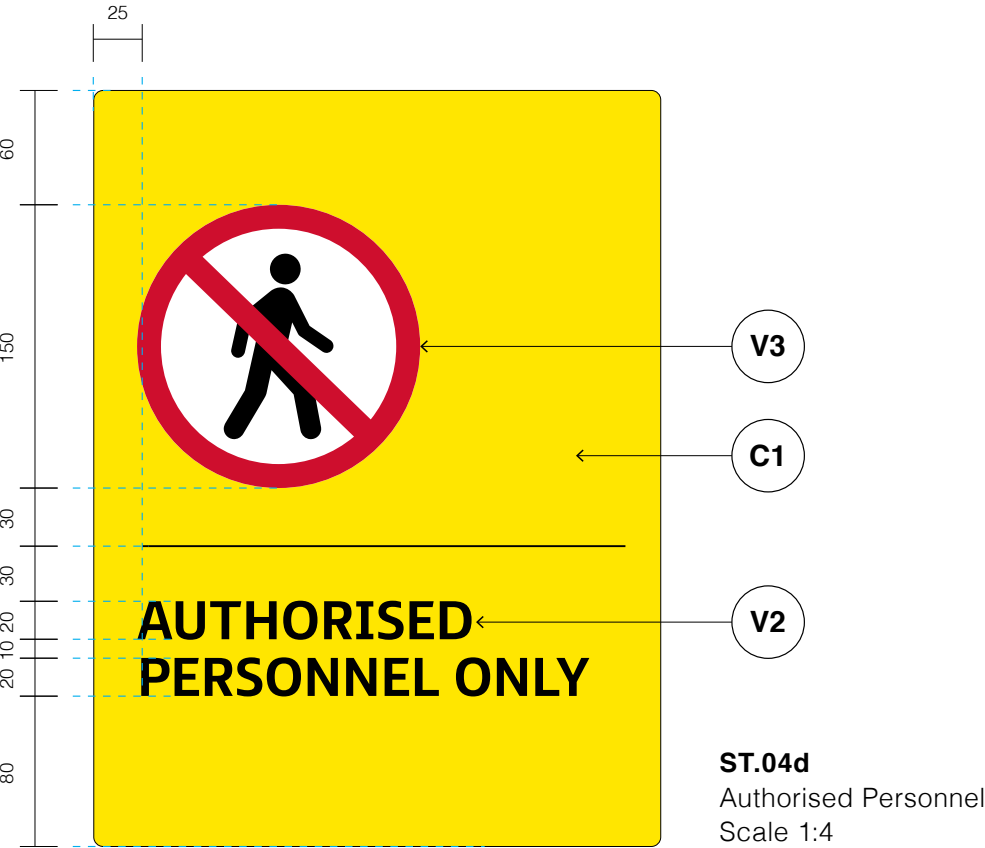 25
60
150
V3
C1
30
30
AUTHORISED
20
V2
10
PERSONNEL ONLY
20
80
ST.04d
Authorised Personnel
Scale 1:4